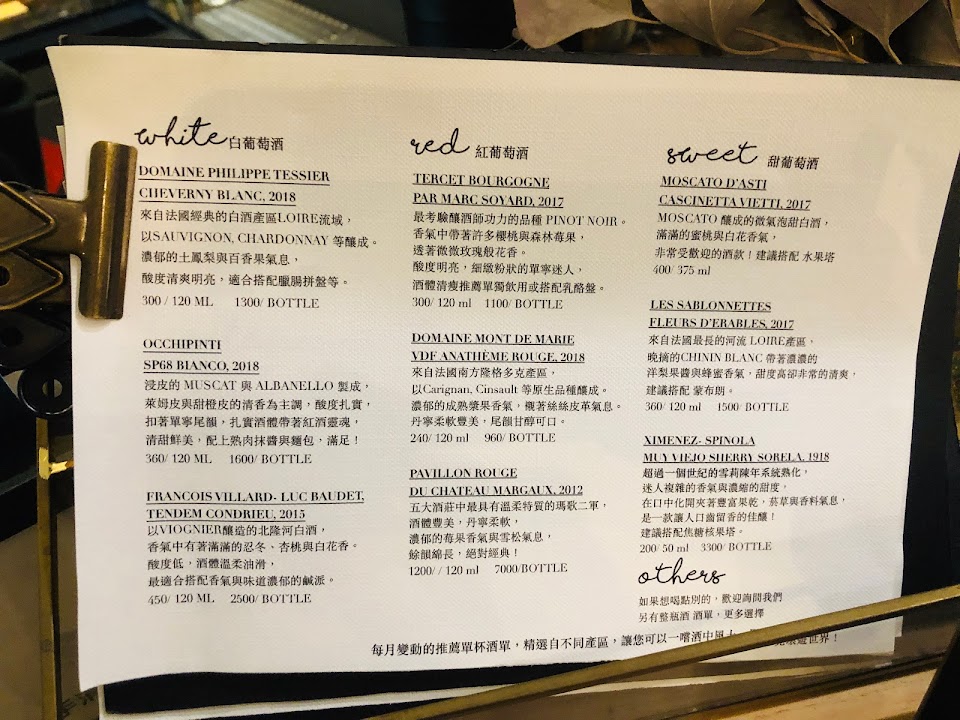 white 白葡萄酒
DOMAINE PHILIPPE TESSIER
CHEVERNY BLANC, 2018
來自法國經典的白酒產區LOIRE流域，
以SAUVIGNON, CHARDONNAY 等釀成。
濃郁的土鳳梨與百香果氣息，
酸度清爽明亮，適合搭配臘腸拼盤等。
300 / 120 ML 1300/ BOTTLE
OCCHIPINTI
SP68 BIANCO, 2018
浸皮的 MUSCAT 與 ALBANELLO 製成，
萊姆皮與甜橙皮的清香為主調，酸度扎實，
扣著單寧尾韻，扎實酒體帶著紅酒靈魂，
清甜鮮美，配上熟肉抹醬與麵包，滿足！
360/ 120 ML 1600/ BOTTLE
FRANCOIS VILLARD- LUC BAUDET,
TENDEM CONDRIEU, 2015
以VIOGNIER釀造的北隆河白酒，
香氣中有著滿滿的忍冬、杏桃與白花香。
酸度低，酒體溫柔油滑，
最適合搭配香氣與味道濃郁的鹹派。
450/ 120 ML 2500/ BOTTLE
red 紅葡萄酒
TERCET BOURGOGNE
PAR MARC SOYARD, 2017
最考驗釀酒師功力的品種 PINOT NOIR。
香氣中帶著許多櫻桃與森林莓果，
透著微微玫瑰般花香。
酸度明亮，細緻粉狀的單寧迷人，
酒體清瘦推薦單獨飲用或搭配乳酪盤。
300/ 120 ml 1100/ BOTTLE
DOMAINE MONT DE MARIE
VDF ANATHÈME ROUGE, 2018
來自法國南方隆格多克產區，
以Carignan, Cinsault 等原生品種釀成。
濃郁的成熟漿果香氣，襯著絲絲皮革氣息。
丹寧柔軟豐美，尾韻甘醇可口。
240/ 120 ml 960/ BOTTLE
PAVILLON ROUGE
DU CHATEAU MARGAUX, 2012
五大酒莊中最具有溫柔特質的瑪歌二軍，
酒體豐美，丹寧柔軟，
濃郁的莓果香氣與雪松氣息，
餘韻綿長，絕對經典！
1200/ / 120 ml 7000/BOTTLE
sweet 甜葡萄酒
MOSCATO D'ASTI
CASCINETTA VIETTI, 2017
MOSCATO 釀成的微氣泡甜白酒，
滿滿的蜜桃與白花香氣，
非常受歡迎的酒款！建議搭配 水果塔
400/ 375 ml
LES SABLONNETTES
FLEURS D'ERABLES, 2017
來自法國最長的河流 LOIRE產區，
晚摘的CHININ BLANC 帶著濃濃的
洋梨果醬與蜂蜜香氣，甜度高卻非常的清爽，
建議搭配 蒙布朗。
360/ 120 ml 1500/ BOTTLE
XIMENEZ- SPINOLA
MUY VIEJO SHERRY SORELA, 1918
超過一個世紀的雪莉陳年系統熟化，
迷人複雜的香氣與濃縮的甜度，
在口中化開夾著豐富果乾，菸草與香料氣息，
是一款讓人口齒留香的佳釀！
建議搭配焦糖核果塔。
200/ 50 ml 3300/ BOTTLE
others
如果想喝點別的，歡迎詢問我們
另有整瓶酒 酒單，更多選擇
每月變動的推薦單杯酒單，精選自不同產區，讓您可以一嚐酒中風土，遊世界！